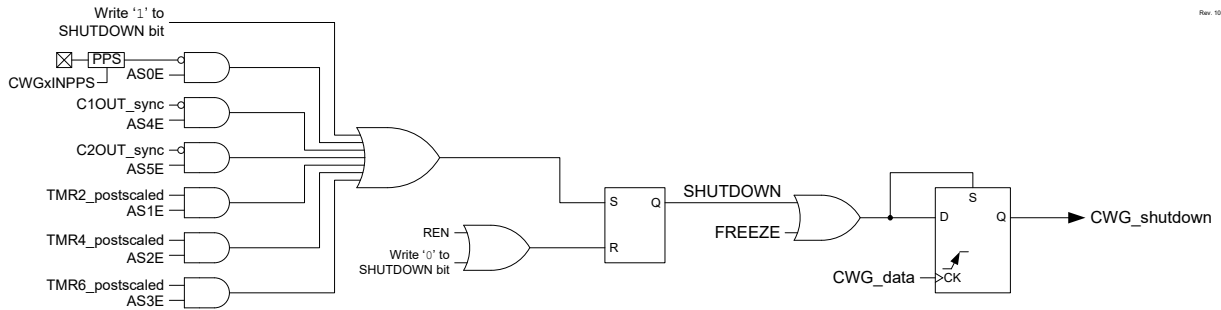 Rev. 10
Write ‘1’ to
SHUTDOWN bit
PPS
AS0E
CWGxINPPS
C1OUT_sync
AS4E
C2OUT_sync
AS5E
TMR2_postscaled
AS1E
TMR4_postscaled
AS2E
TMR6_postscaled
AS3E
REN
Write ‘0’ to
SHUTDOWN bit
S
Q
R
SHUTDOWN
FREEZE
S
D
Q
CK
CWG_data
CWG_shutdown